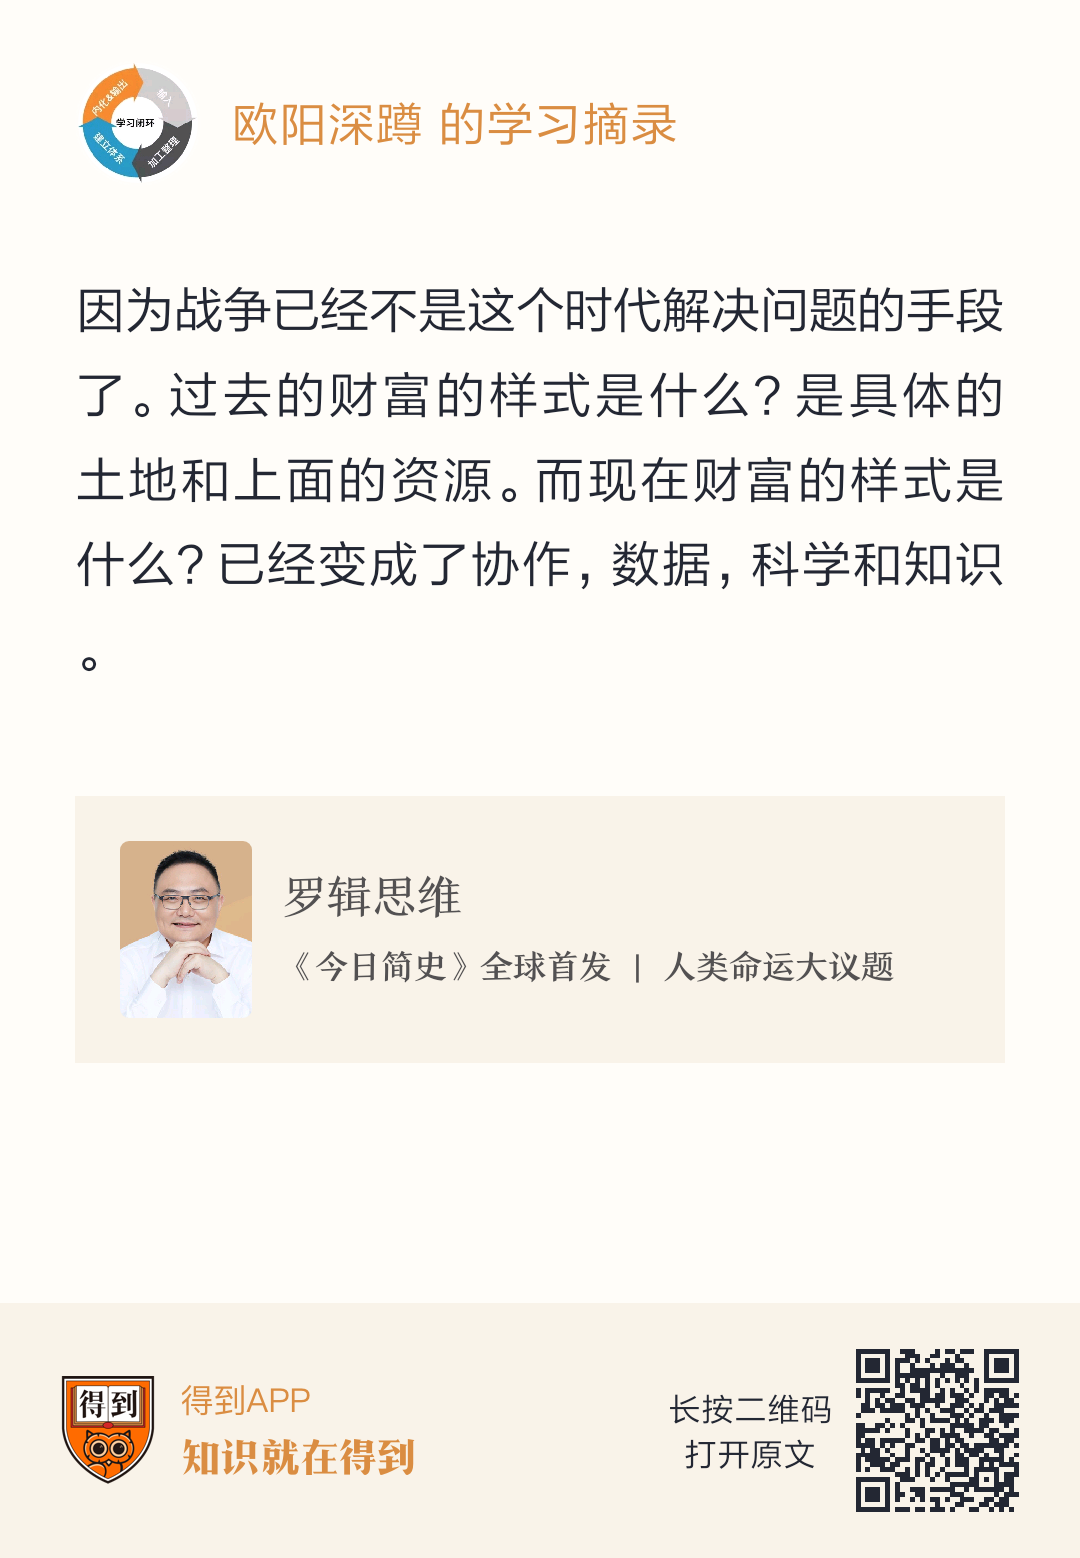 内化&输出
输入
学习闭环
建立体系
加工整理
欧阳深蹲 的学习摘录
因为战争已经不是这个时代解决问题的手段
了。过去的财富的样式是什么？是具体的
土地和上面的资源。而现在财富的样式是
什么？已经变成了协作，数据，科学和知识
。
罗辑思维
《今日简史》全球首发 | 人类命运大议题
得到
得到APP
知识就在得到
长按二维码
打开原文